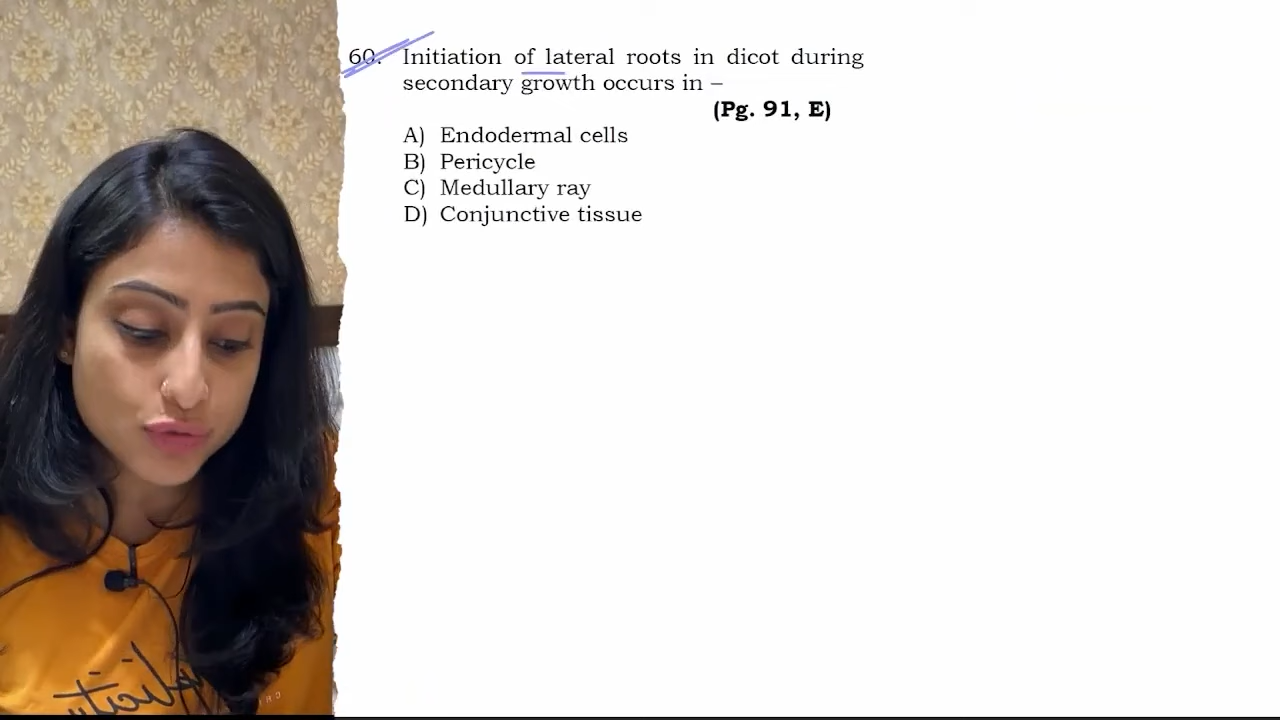 60. Initiation of lateral roots in dicot during
secondary growth occurs in –
(Pg. 91, E)
A) Endodermal cells
B) Pericycle
C) Medullary ray
D) Conjunctive tissue